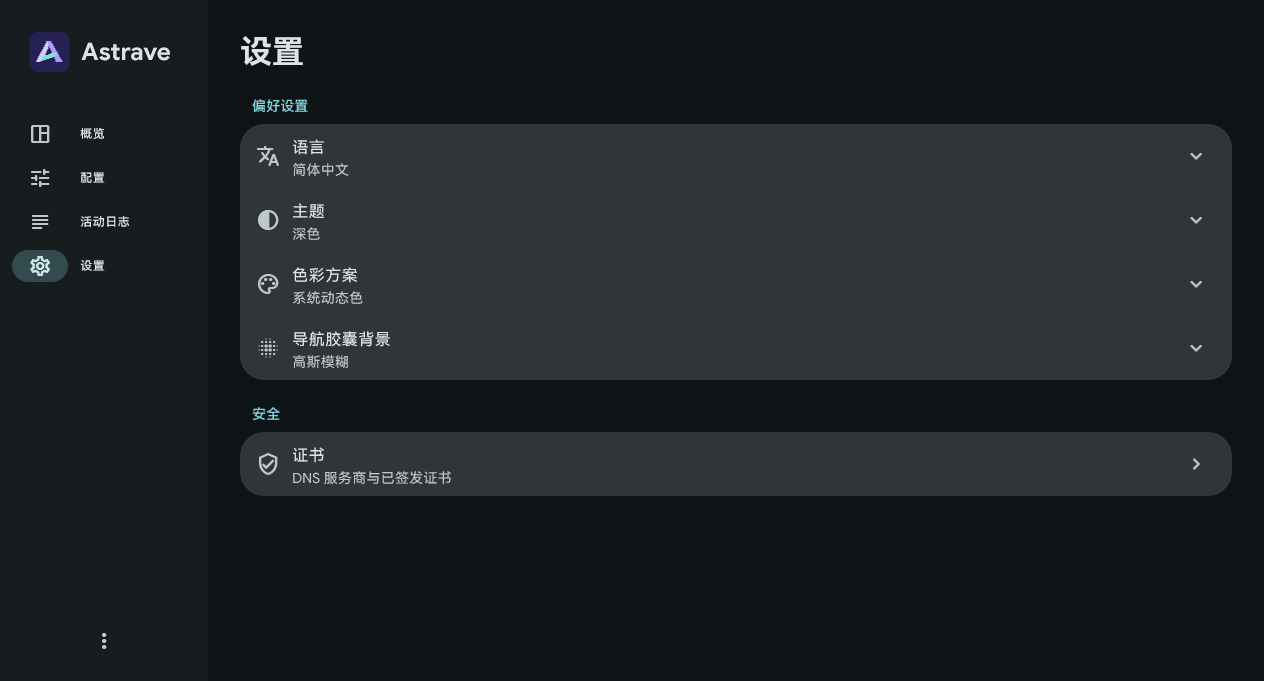 Astrave
概览
配置
活动日志
设置
设置
偏好设置
语言
简体中文
主题
深色
色彩方案
系统动态色
导航胶囊背景
高斯模糊
安全
证书
DNS 服务商与已签发证书